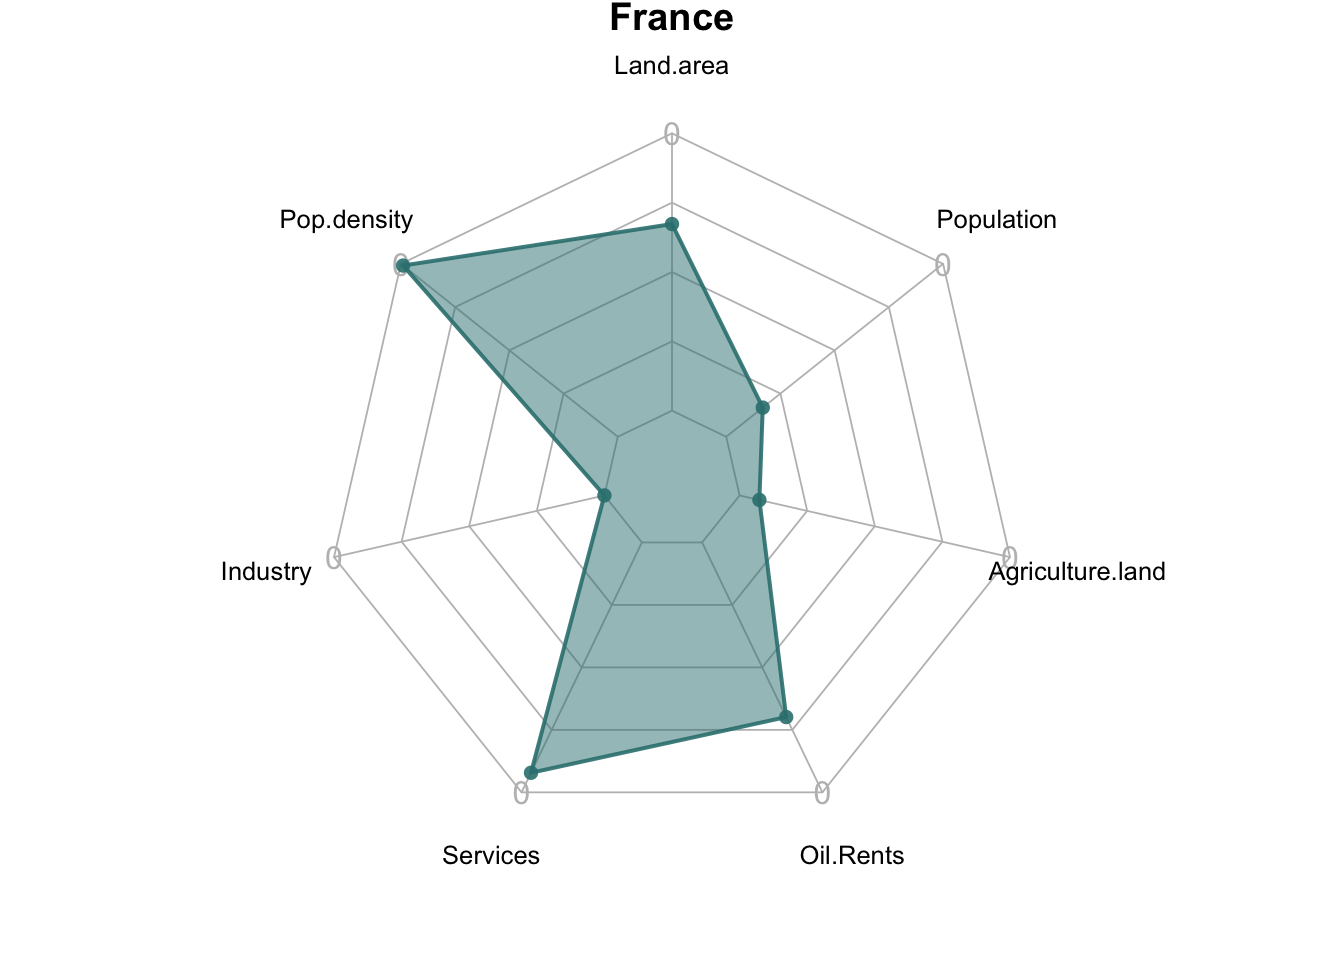 France
Land.area
0
Pop.density
Population
0
0
Industry
0
0
Agriculture.land
0
0
Services
Oil.Rents